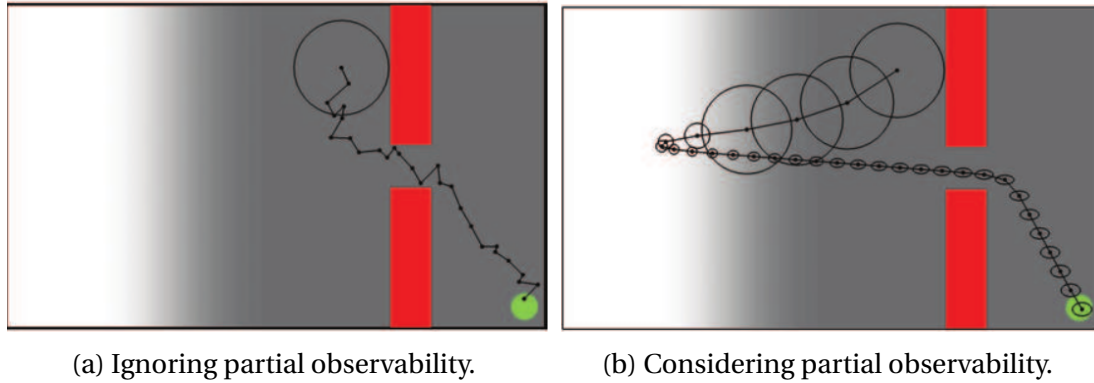 (a) Ignoring partial observability.
(b) Considering partial observability.